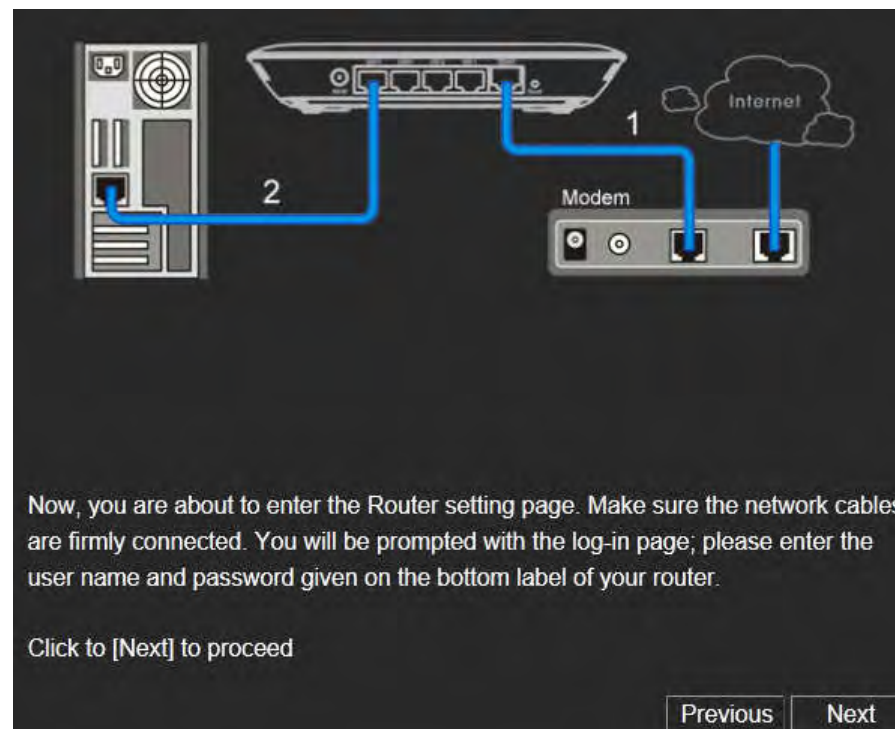 Internet
1
2
Modem
Now, you are about to enter the Router setting page. Make sure the network cables
are firmly connected. You will be prompted with the log-in page; please enter the
user name and password given on the bottom label of your router.
Click to [Next] to proceed
Previous
Next